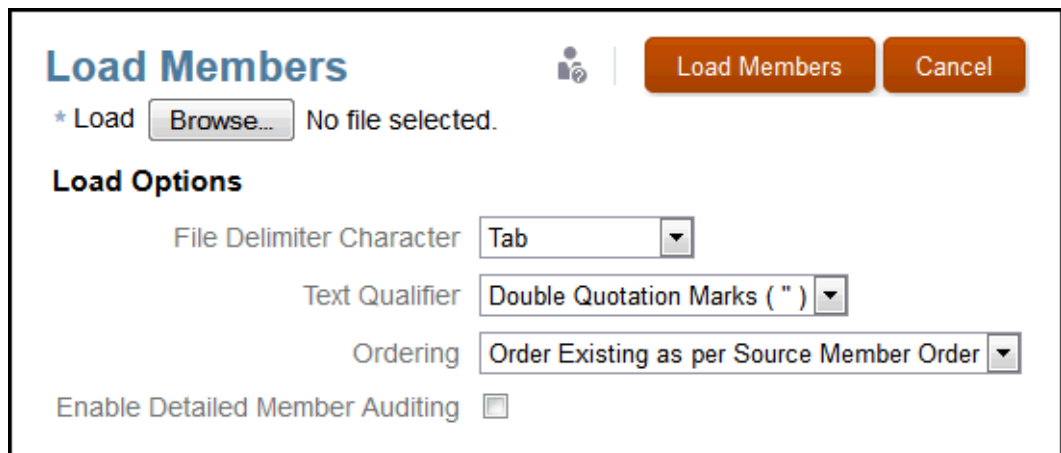 Load Members
Load Members
Cancel
* Load Browse... No file selected.
Load Options
File Delimiter Character Tab
Text Qualifier Double Quotation Marks ( " )
Ordering Order Existing as per Source Member Order
Enable Detailed Member Auditing